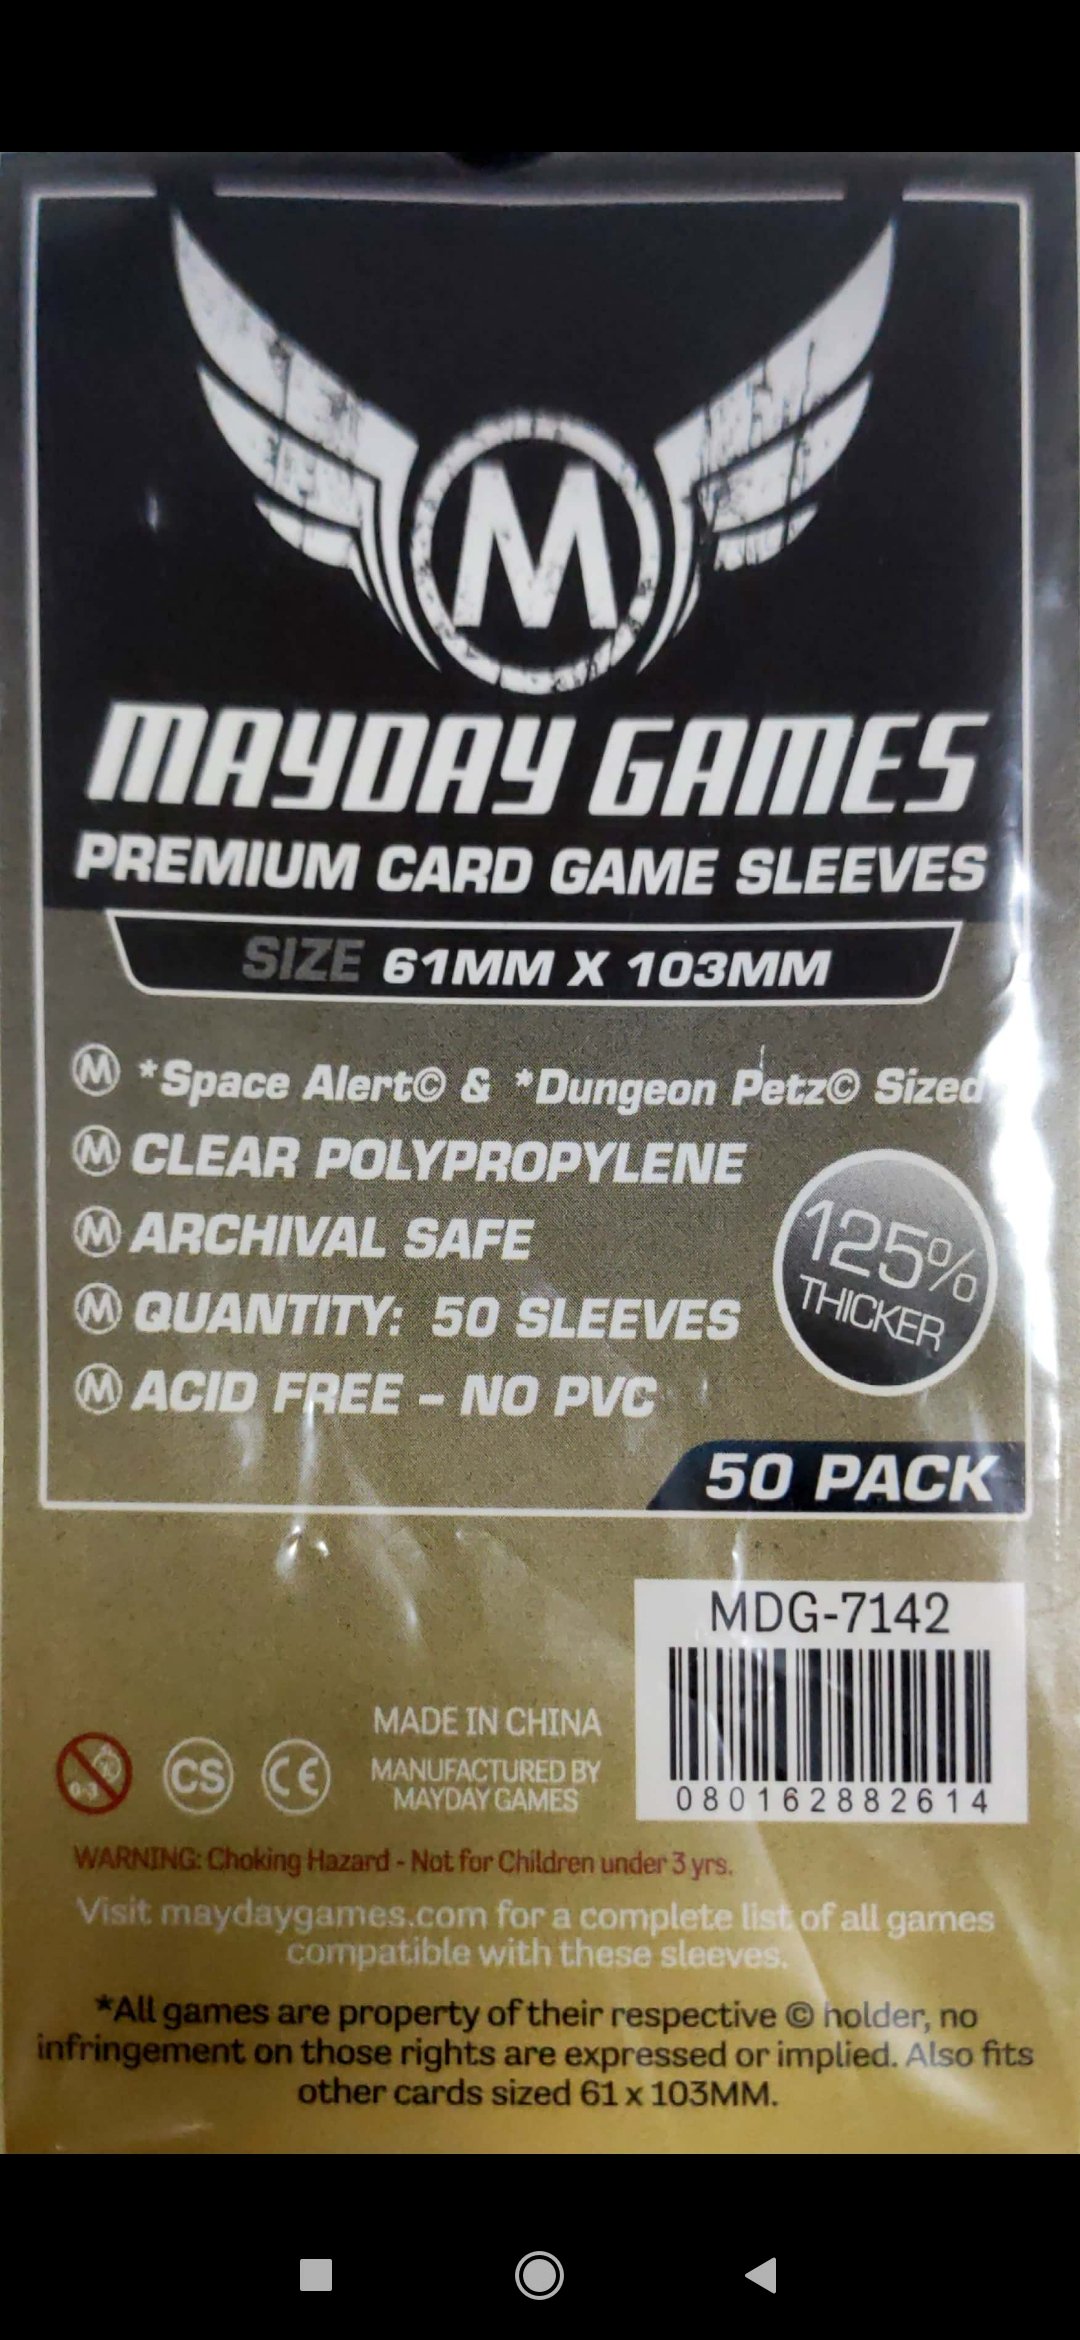 M
MAYDAY GAMES
PREMIUM CARD GAME SLEEVES
SIZE 61MM X 103MM
M *Space Alert© & *Dungeon Petz© Sized
M CLEAR POLYPROPYLENE
M ARCHIVAL SAFE
M QUANTITY: 50 SLEEVES
M ACID FREE - NO PVC
125%
THICKER
50 PACK
MDG-7142
080162882614
MADE IN CHINA
MANUFACTURED BY
MAYDAY GAMES
0-3
CS
CE
WARNING: Choking Hazard - Not for Children under 3 yrs.
Visit maydaygames.com for a complete list of all games
compatible with these sleeves.
*All games are property of their respective © holder, no
infringement on those rights are expressed or implied. Also fits
other cards sized 61 x 103MM.